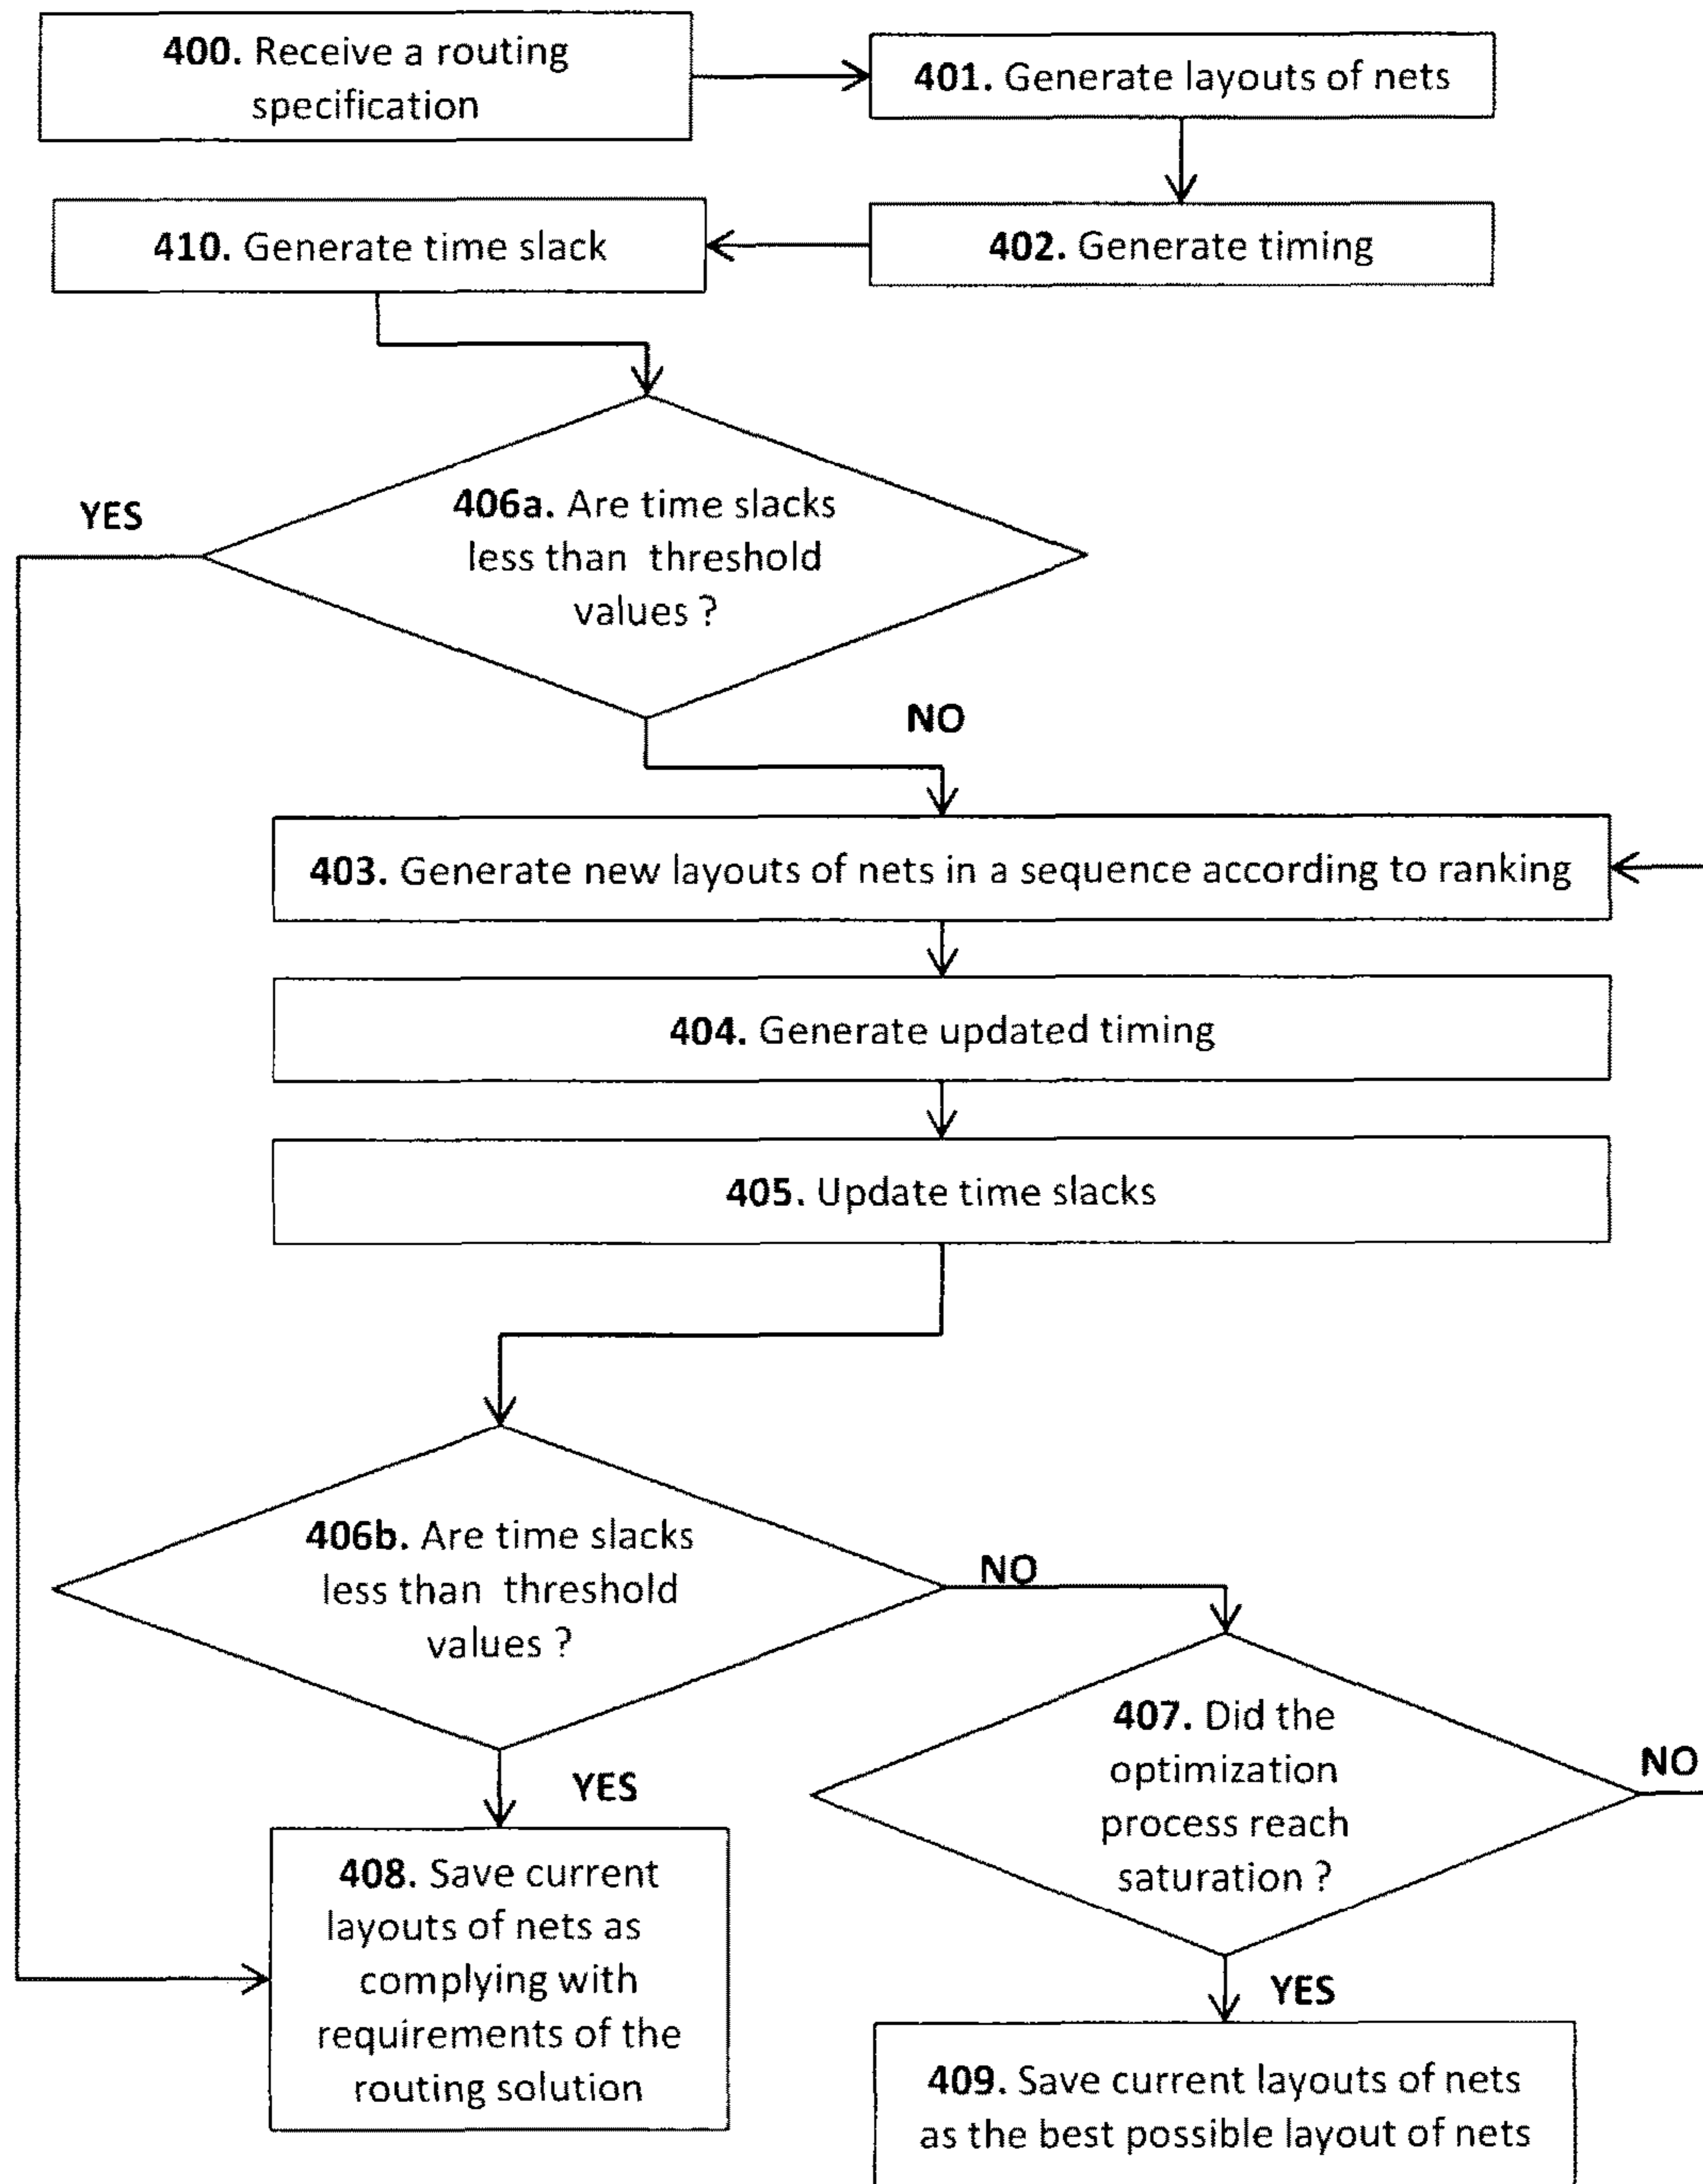 400. Receive a routing
specification
401. Generate layouts of nets
410. Generate time slack
402. Generate timing
YES
406a. Are time slacks
less than threshold
values ?
NO
403. Generate new layouts of nets in a sequence according to ranking
404. Generate updated timing
405. Update time slacks
406b. Are time slacks
less than threshold
values ?
NO
407. Did the
optimization
process reach
saturation ?
NO
YES
408. Save current
layouts of nets as
complying with
requirements of the
routing solution
YES
409. Save current layouts of nets
as the best possible layout of nets